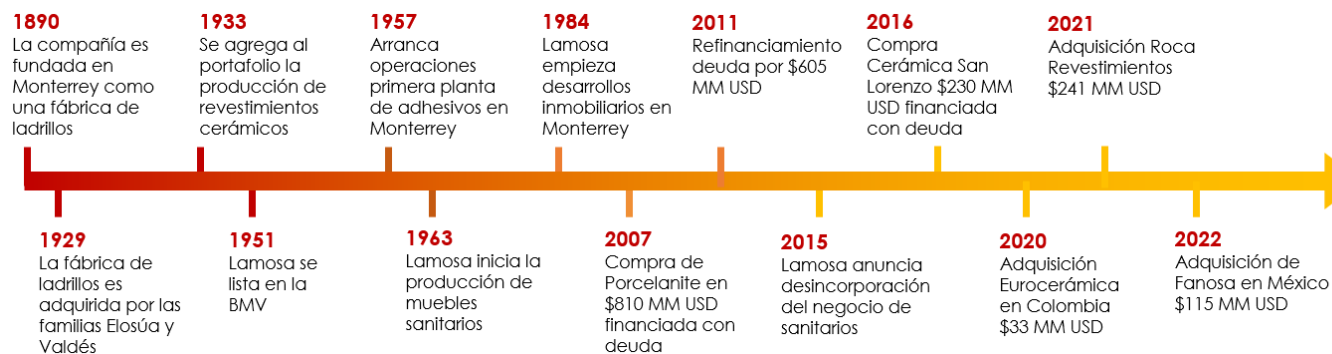 1890
La compañía es
fundada en
Monterrey como
una fábrica de
ladrillos
1933
Se agrega al
portafolio la
producción de
revestimientos
cerámicos
1957
Arranca
operaciones
primera planta
de adhesivos en
Monterrey
1984
Lamosa
empieza
desarrollos
inmobiliarios en
Monterrey
2011
Refinanciamiento
deuda por $605
MM USD
2016
Compra
Cerámica San
Lorenzo $230 MM
USD financiada
con deuda
2021
Adquisición Roca
Revestimientos
$241 MM USD
1929
La fábrica de
ladrillos es
adquirida por las
familias Elosúa y
Valdés
1951
Lamosa se
lista en la
BMV
1963
Lamosa inicia la
producción de
muebles
sanitarios
2007
Compra de
Porcelanite en
$810 MM USD
financiada con
deuda
2015
Lamosa anuncia
desincorporación
del negocio de
sanitarios
2020
Adquisición
Eurocerámica
en Colombia
$33 MM USD
2022
Adquisición de
Fanosa en México
$115 MM USD